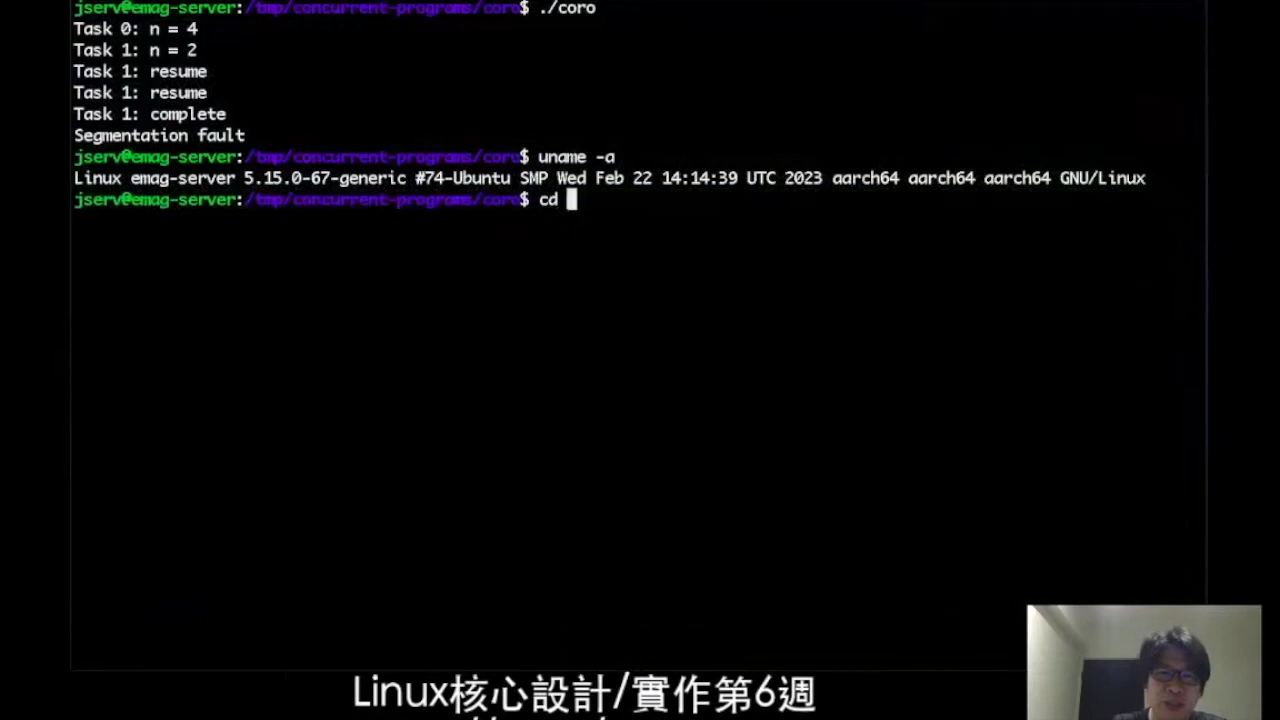 jserv@emag-server:/tmp/concurrent-programs/coro$ ./coro
Task 0: n = 4
Task 1: n = 2
Task 1: resume
Task 1: resume
Task 1: complete
Segmentation fault
jserv@emag-server:/tmp/concurrent-programs/coro$ uname -a
Linux emag-server 5.15.0-67-generic #74-Ubuntu SMP Wed Feb 22 14:14:39 UTC 2023 aarch64 aarch64 aarch64 GNU/Linux
jserv@emag-server:/tmp/concurrent-programs/coro$ cd
Linux核心設計/實作第6週